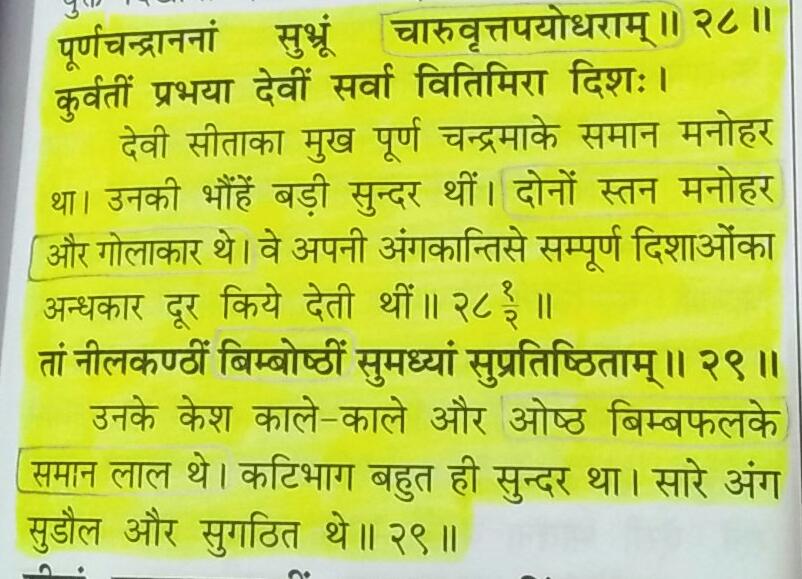 पूर्णचन्द्राननां सुभ्रूं चारुवृत्तपयोधराम्॥ २८॥
कुर्वतीं प्रभया देवीं सर्वा वितिमिरा दिशः।
देवी सीताका मुख पूर्ण चन्द्रमाके समान मनोहर
था। उनकी भौंहें बड़ी सुन्दर थीं। दोनों स्तन मनोहर
और गोलाकार थे। वे अपनी अंगकान्तिसे सम्पूर्ण दिशाओंका
अन्धकार दूर किये देती थीं॥ २८ १/२ ॥
तां नीलकण्ठीं बिम्बोष्ठीं सुमध्यां सुप्रतिष्ठिताम्॥ २९॥
उनके केश काले-काले और ओष्ठ बिम्बफलके
समान लाल थे। कटिभाग बहुत ही सुन्दर था। सारे अंग
सुडौल और सुगठित थे॥ २९॥